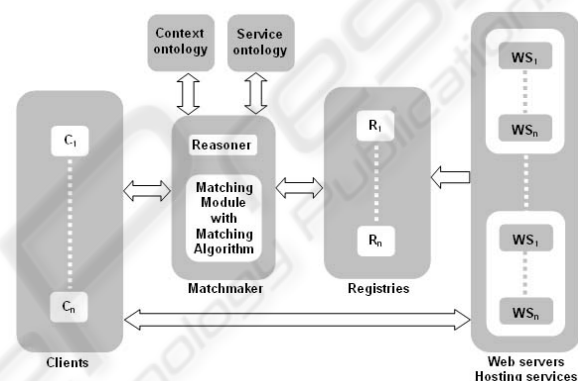 Context
ontology
Service
ontology
C1
Cn
Clients
Reasoner
Matching
Module
with
Matching
Algorithm
Matchmaker
R1
Rn
Registries
WS1
WSn
WS1
WSn
Web servers
Hosting services